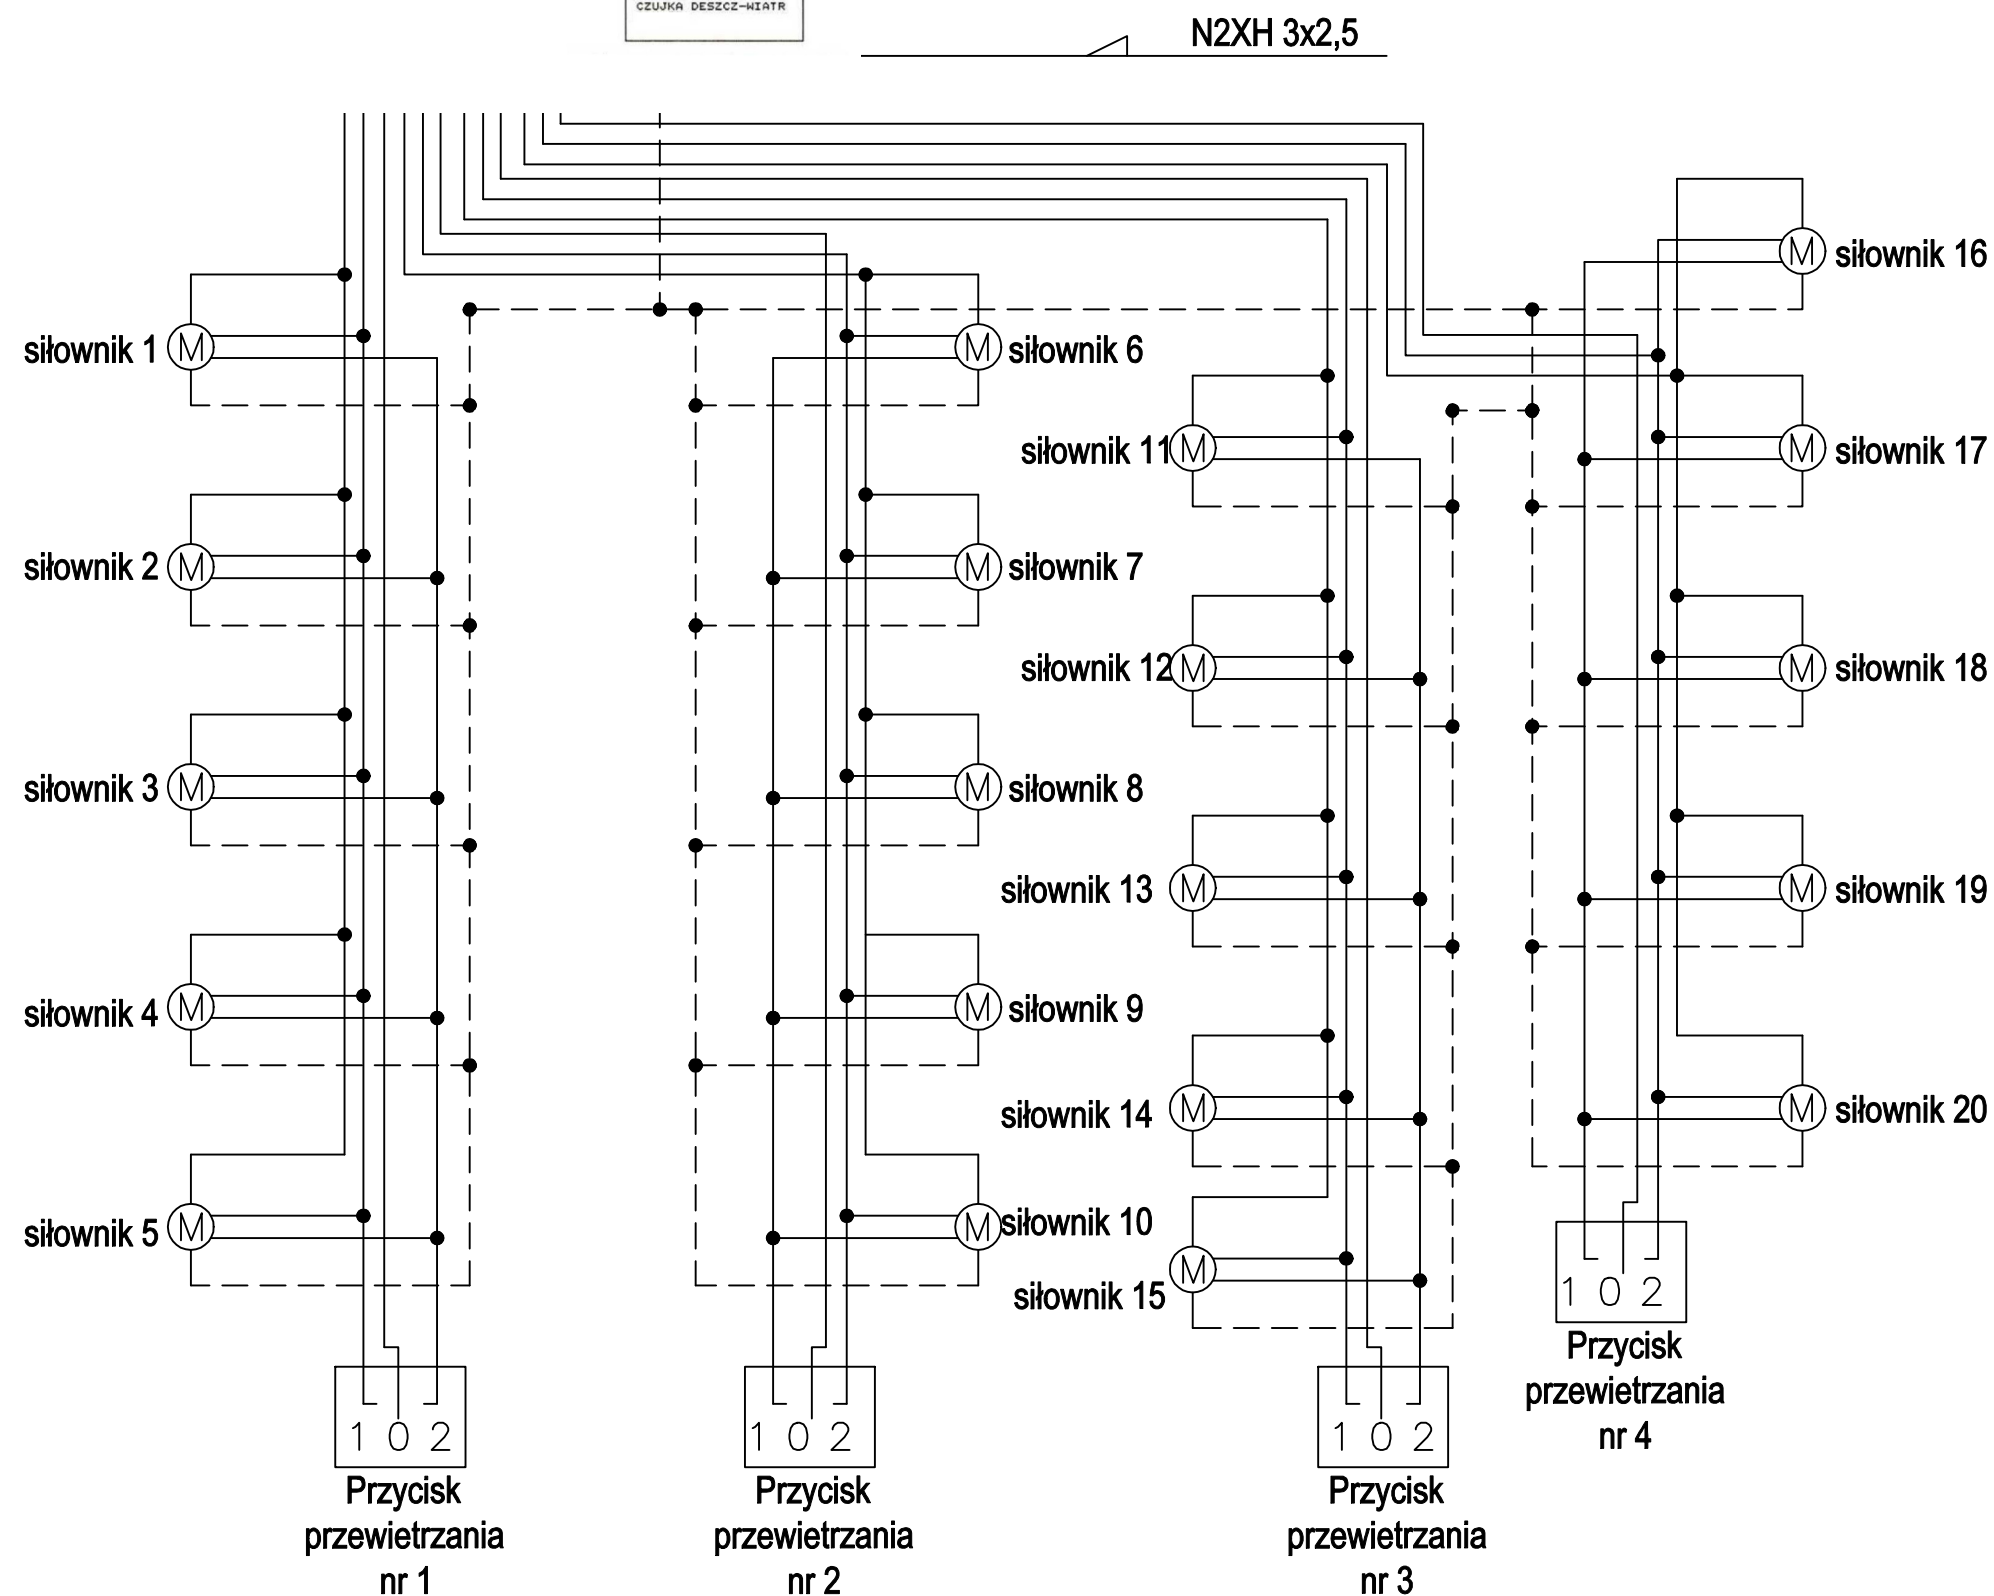 CZUJKA DESZCZ-WIATR
N2XH 3x2,5
M siłownik 16
siłownik 1 M
M siłownik 6
siłownik 11 M
M siłownik 17
siłownik 2 M
M siłownik 7
siłownik 12 M
M siłownik 18
siłownik 3 M
M siłownik 8
siłownik 13 M
M siłownik 19
siłownik 4 M
M siłownik 9
siłownik 14 M
M siłownik 20
siłownik 5 M
M siłownik 10
siłownik 15 M
1 0 2
Przycisk
przewietrzania
nr 4
1 0 2
Przycisk
przewietrzania
nr 1
1 0 2
Przycisk
przewietrzania
nr 2
1 0 2
Przycisk
przewietrzania
nr 3